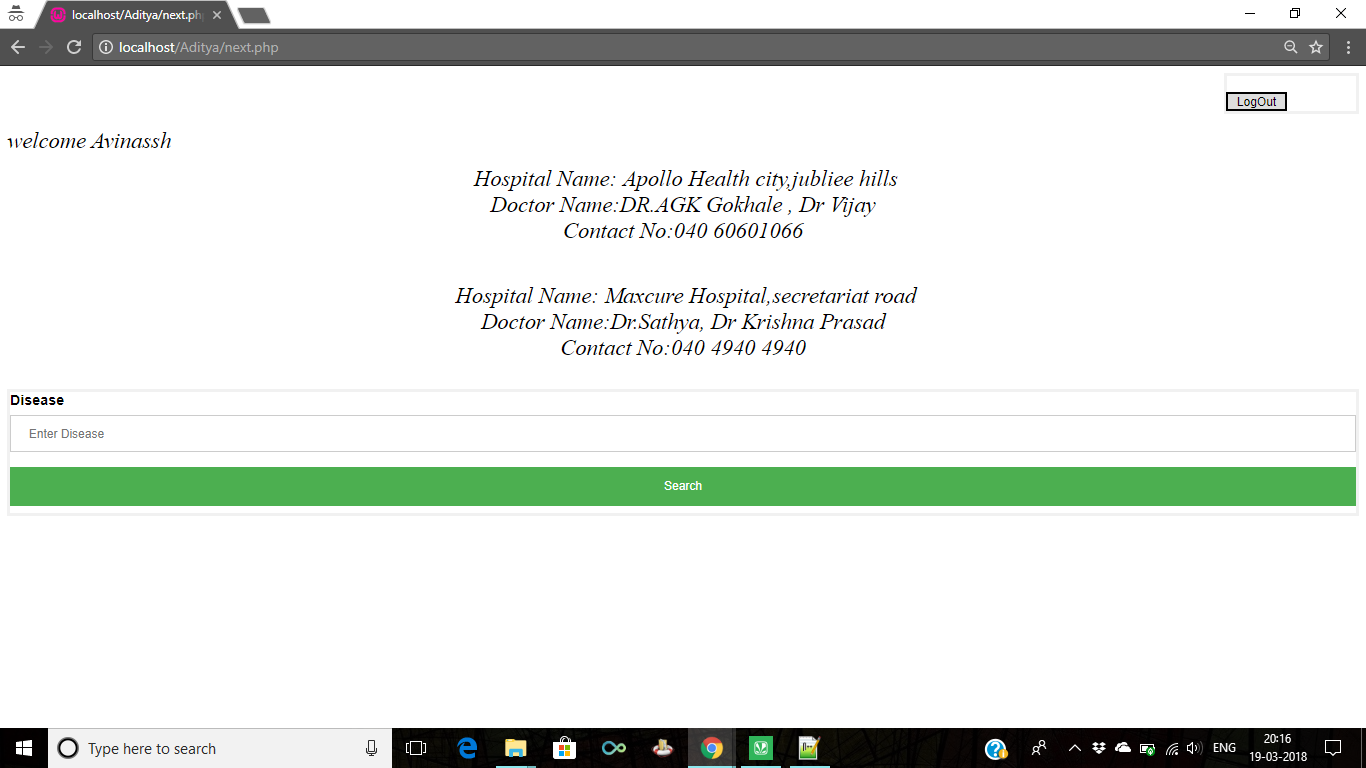 localhost/Aditya/next.ph
localhost/Aditya/next.php
LogOut
welcome Avinassh
Hospital Name: Apollo Health city,jubliee hills
Doctor Name:DR.AGK Gokhale , Dr Vijay
Contact No:040 60601066
Hospital Name: Maxcure Hospital,secretariat road
Doctor Name:Dr.Sathya, Dr Krishna Prasad
Contact No:040 4940 4940
Disease
Enter Disease
Search
Type here to search
ENG
20:16
19-03-2018